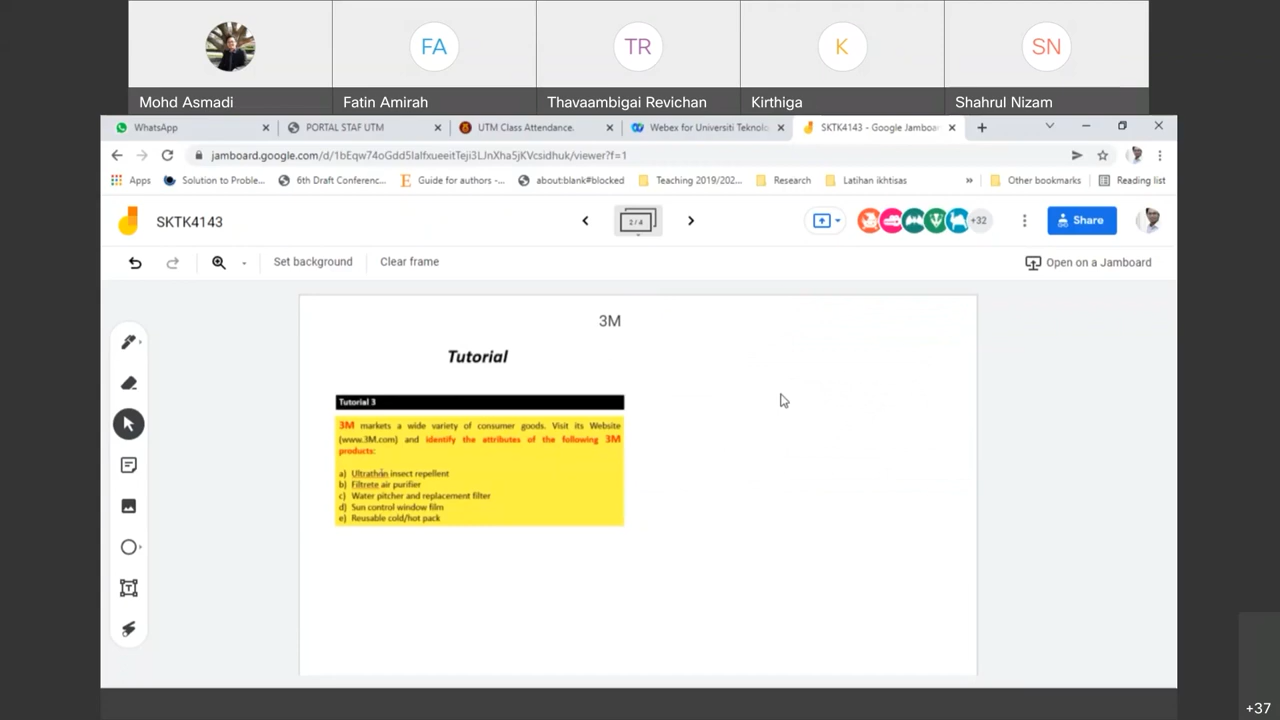 FA
TR
K
SN
Mohd Asmadi
Fatin Amirah
Thavaambigai Revichan
Kirthiga
Shahrul Nizam
WhatsApp
PORTAL STAF UTM
UTM Class Attendance.
Webex for Universiti Teknolo
SKTK4143 - Google Jamboar
jamboard.google.com/d/1bEqw74oGdd5IalfxueeitTeji3LJnXha5jKVcsidhuk/viewer?f=1
Apps
Solution to Proble...
6th Draft Conferenc...
Guide for authors -...
about:blank#blocked
Teaching 2019/202...
Research
Latihan ikhtisas
»
Other bookmarks
Reading list
SKTK4143
2/4
+32
Share
Set background
Clear frame
Open on a Jamboard
3M
Tutorial
Tutorial 3
3M markets a wide variety of consumer goods. Visit its Website
(www.3M.com) and identify the attributes of the following 3M
products:
a) Ultrathin insect repellent
b) Filtrete air purifier
c) Water pitcher and replacement filter
d) Sun control window film
e) Reusable cold/hot pack
+37